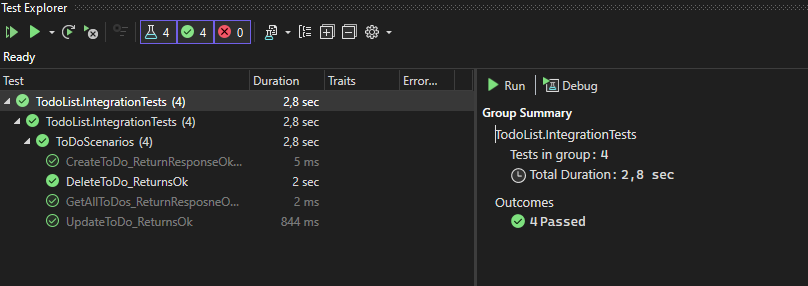 Test Explorer
4 4 0
Ready
Test Duration Traits Error...
TodoList.IntegrationTests (4) 2,8 sec
TodoList.IntegrationTests (4) 2,8 sec
ToDoScenarios (4) 2,8 sec
CreateToDo_ReturnResponseOk... 5 ms
DeleteToDo_ReturnsOk 2 sec
GetAllToDos_ReturnResposneO... 2 ms
UpdateToDo_ReturnsOk 844 ms
Run Debug
Group Summary
TodoList.IntegrationTests
Tests in group: 4
Total Duration: 2,8 sec
Outcomes
4 Passed